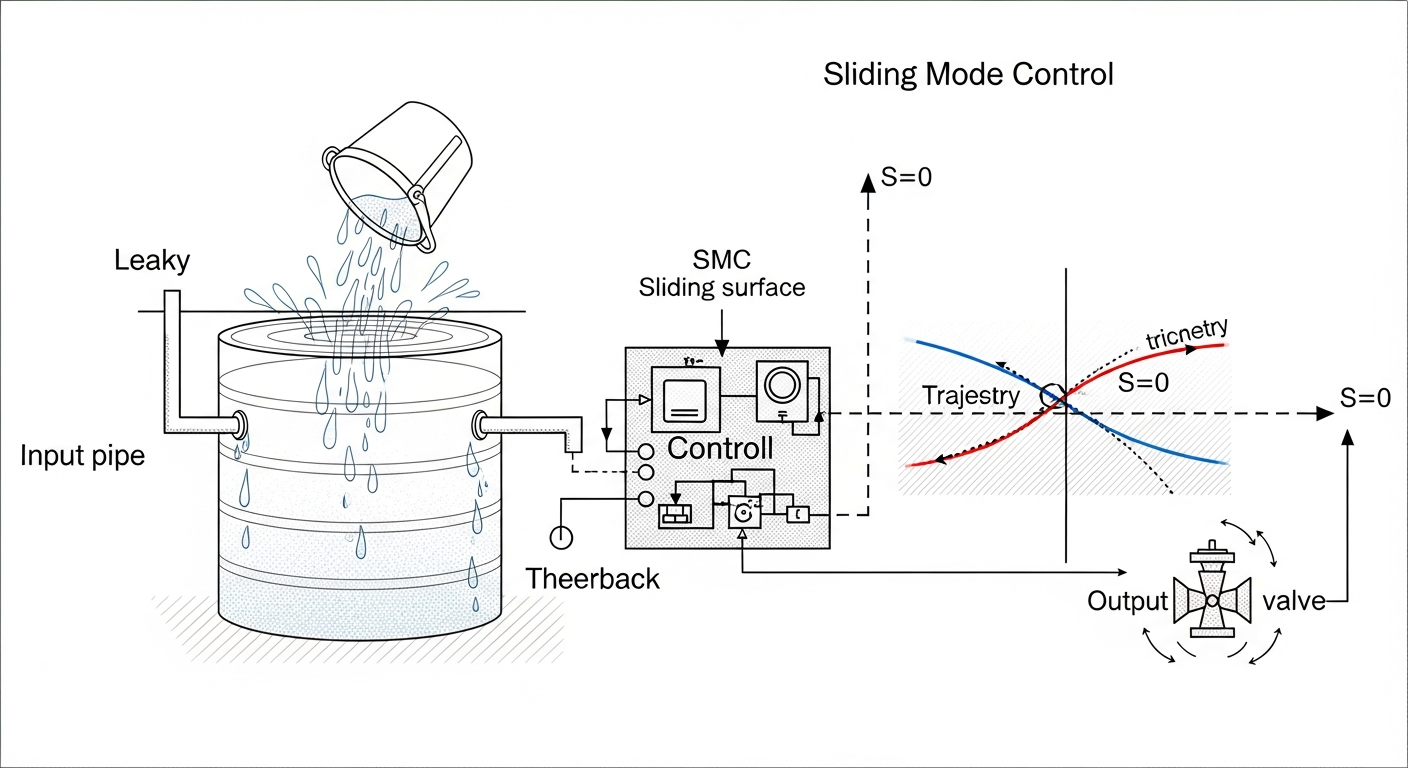 Sliding Mode Control
S=0
Leaky
SMC
Sliding surface
tricnetry
S=0
Trajestry
S=0
Input pipe
Controll
Theerback
Output
valve